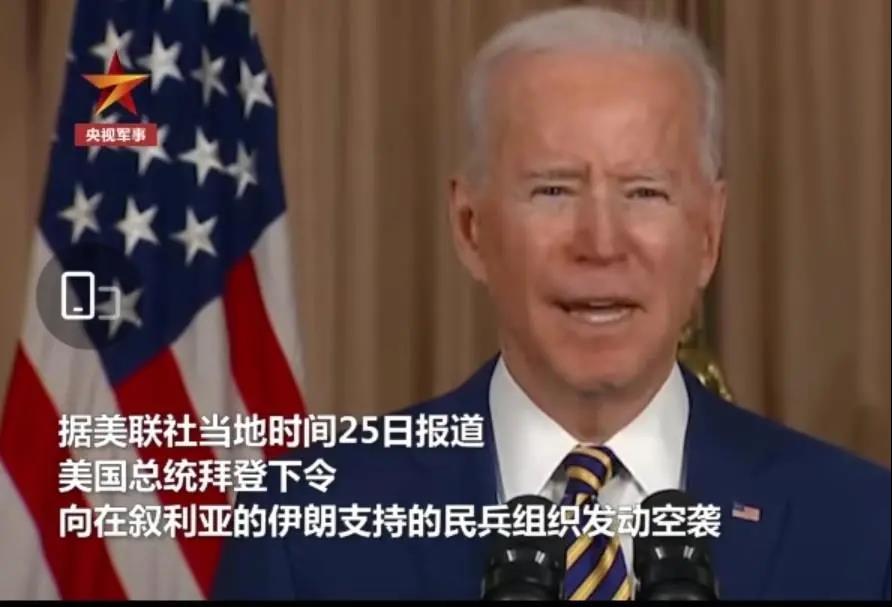 央视军事
据美联社当地时间25日报道
美国总统拜登下令
向在叙利亚的伊朗支持的民兵组织发动空袭